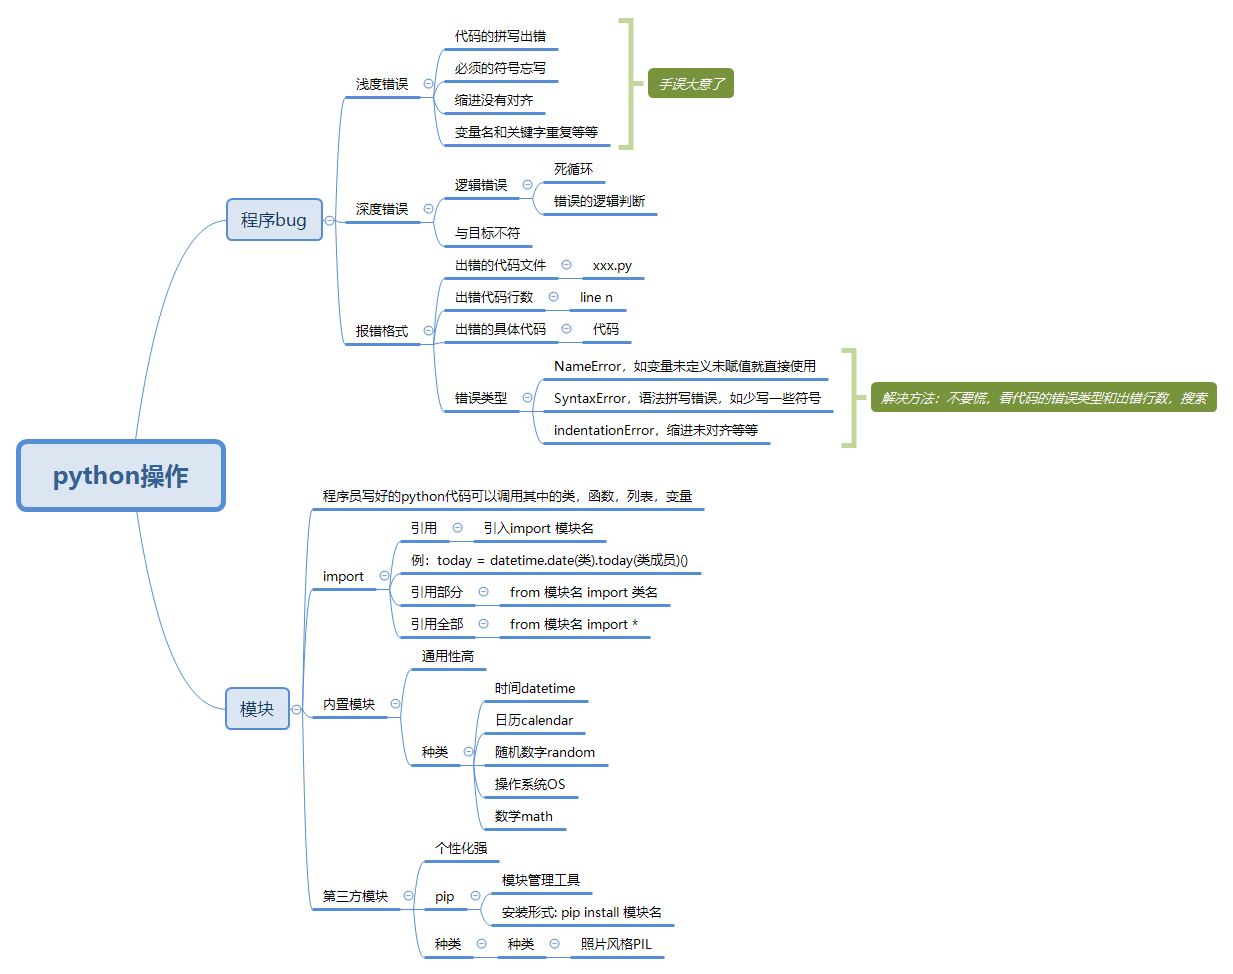 python操作
程序bug
浅度错误
代码的拼写出错
必须的符号忘写
缩进没有对齐
变量名和关键字重复等等
手误大意了
深度错误
逻辑错误
死循环
错误的逻辑判断
与目标不符
报错格式
出错的代码文件
xxx.py
出错代码行数
line n
出错的具体代码
代码
错误类型
NameError，如变量未定义未赋值就直接使用
SyntaxError，语法拼写错误，如少写一些符号
indentationError，缩进未对齐等等
解决方法：不要慌，看代码的错误类型和出错行数，搜索
模块
程序员写好的python代码可以调用其中的类，函数，列表，变量
import
引用
引入import 模块名
例：today = datetime.date(类).today(类成员)()
引用部分
from 模块名 import 类名
引用全部
from 模块名 import *
内置模块
通用性高
种类
时间datetime
日历calendar
随机数字random
操作系统OS
数学math
第三方模块
个性化强
pip
模块管理工具
安装形式: pip install 模块名
种类
种类
照片风格PIL